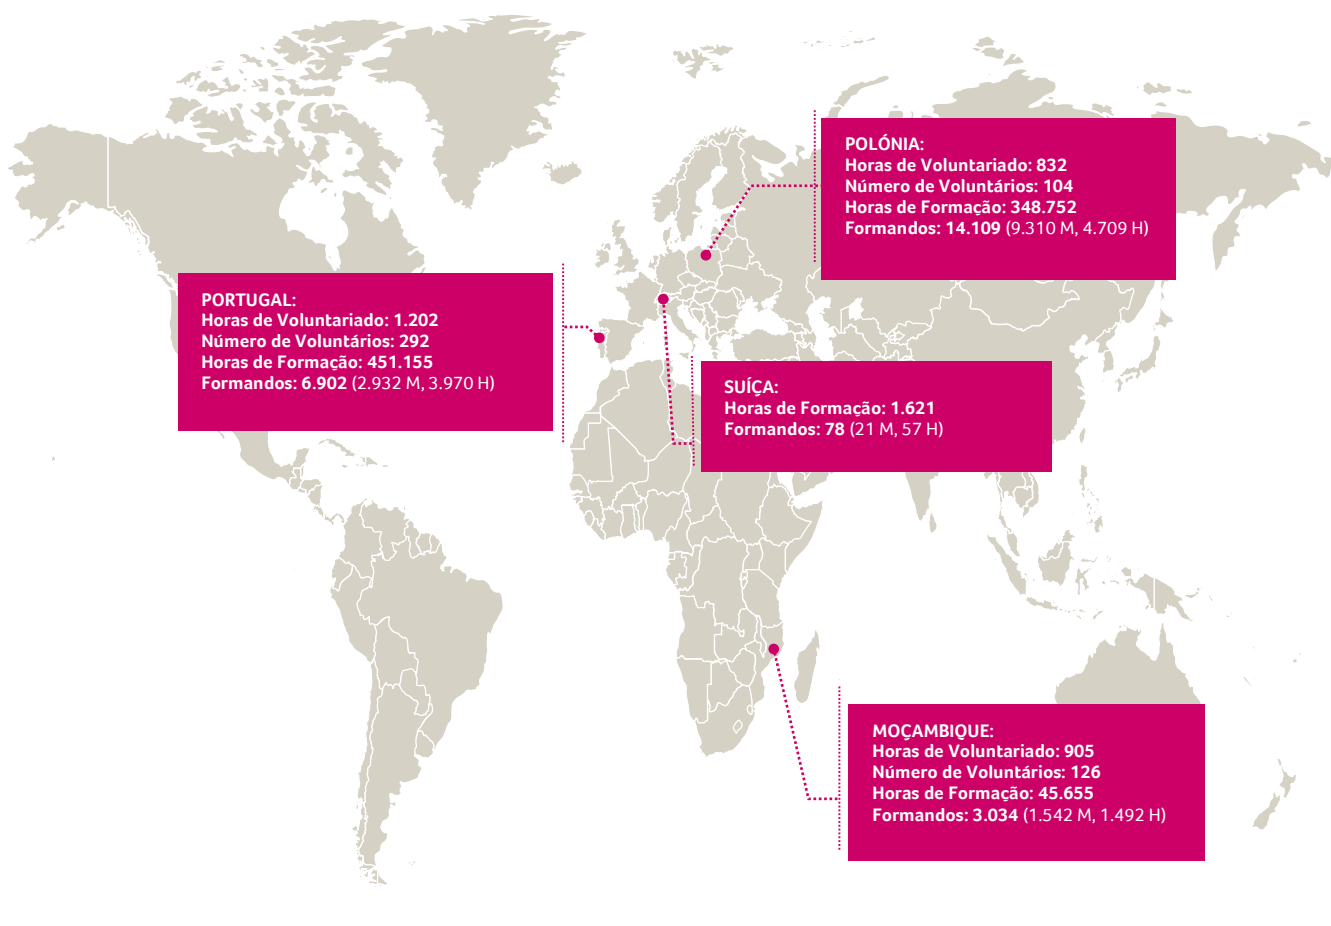 POLÓNIA:
Horas de Voluntariado: 832
Número de Voluntários: 104
Horas de Formação: 348.752
Formandos: 14.109 (9.310 M, 4.709 H)
PORTUGAL:
Horas de Voluntariado: 1.202
Número de Voluntários: 292
Horas de Formação: 451.155
Formandos: 6.902 (2.932 M, 3.970 H)
SUÍÇA:
Horas de Formação: 1.621
Formandos: 78 (21 M, 57 H)
MOÇAMBIQUE:
Horas de Voluntariado: 905
Número de Voluntários: 126
Horas de Formação: 45.655
Formandos: 3.034 (1.542 M, 1.492 H)